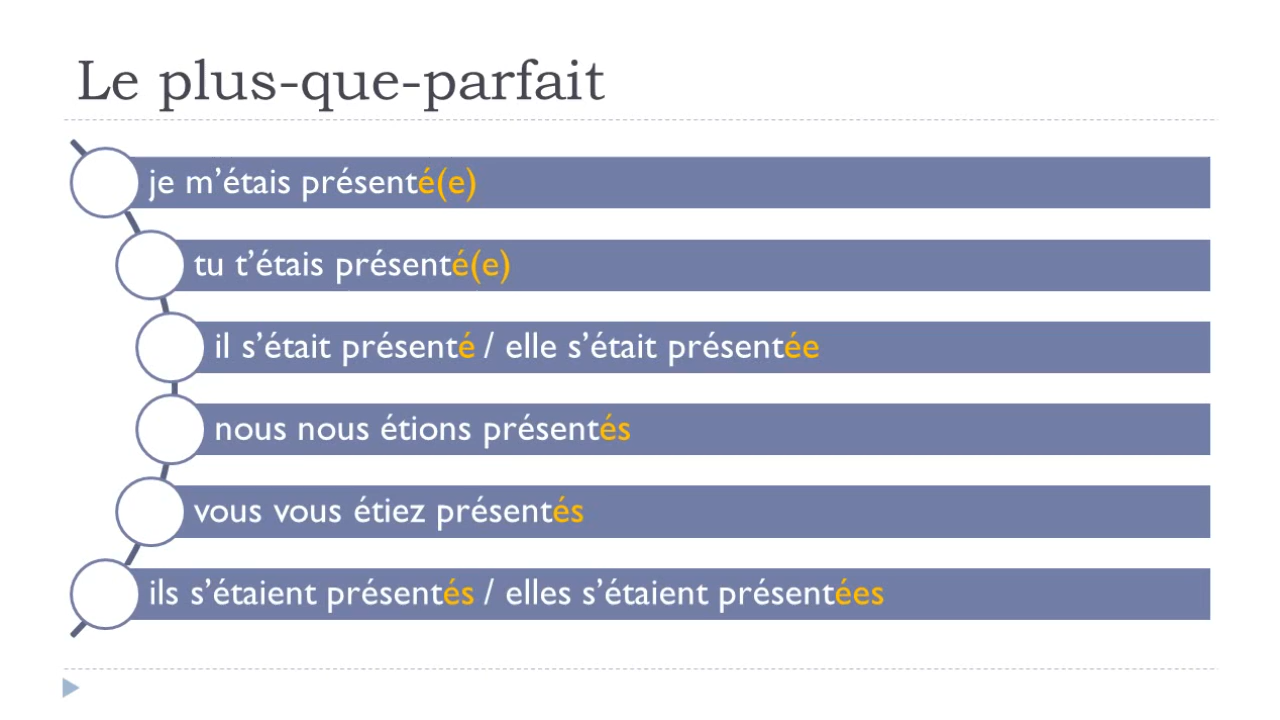 Le plus-que-parfait
je m’étais présenté(e)
tu t’étais présenté(e)
il s’était présenté / elle s’était présentée
nous nous étions présentés
vous vous étiez présentés
ils s’étaient présentés / elles s’étaient présentées